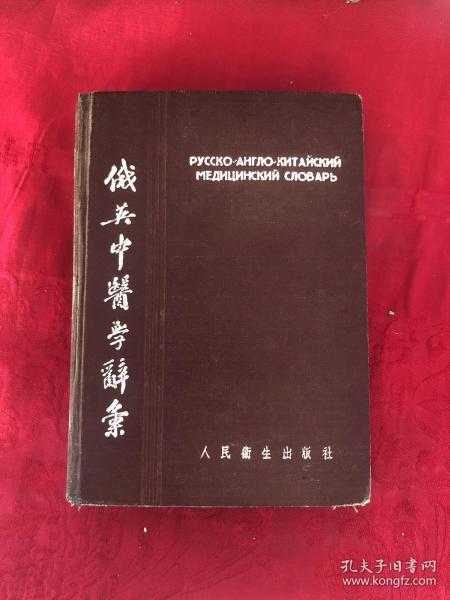 俄英中醫学辭彙
РУССКО-АНГЛО-КИТАЙСКИЙ
МЕДИЦИНСКИЙ СЛОВАРЬ
人民衛生出版社
孔夫子旧书网
www.kongfz.com